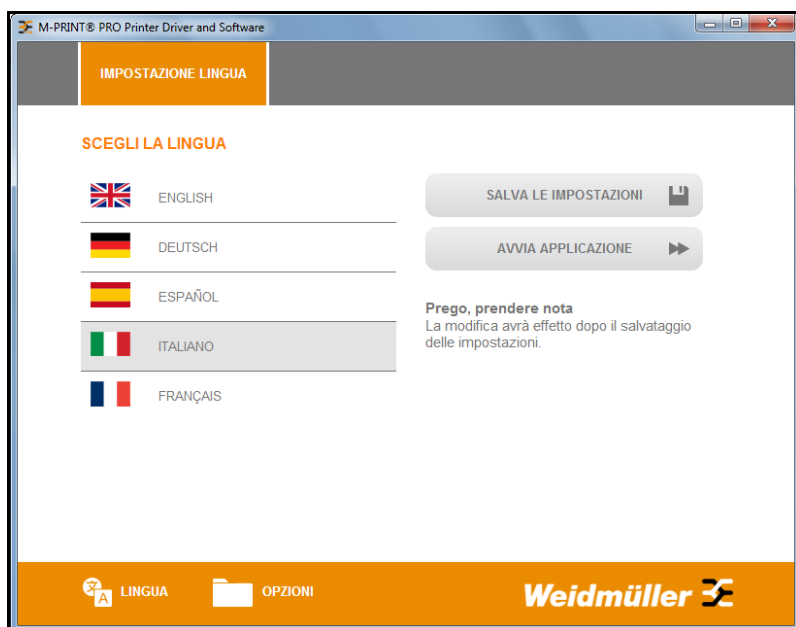 M-PRINT® PRO Printer Driver and Software
IMPOSTAZIONE LINGUA
SCEGLI LA LINGUA
ENGLISH
DEUTSCH
ESPAÑOL
ITALIANO
FRANÇAIS
SALVA LE IMPOSTAZIONI
AVVIA APPLICAZIONE
Prego, prendere nota
La modifica avrà effetto dopo il salvataggio
delle impostazioni.
LINGUA
OPZIONI
Weidmüller